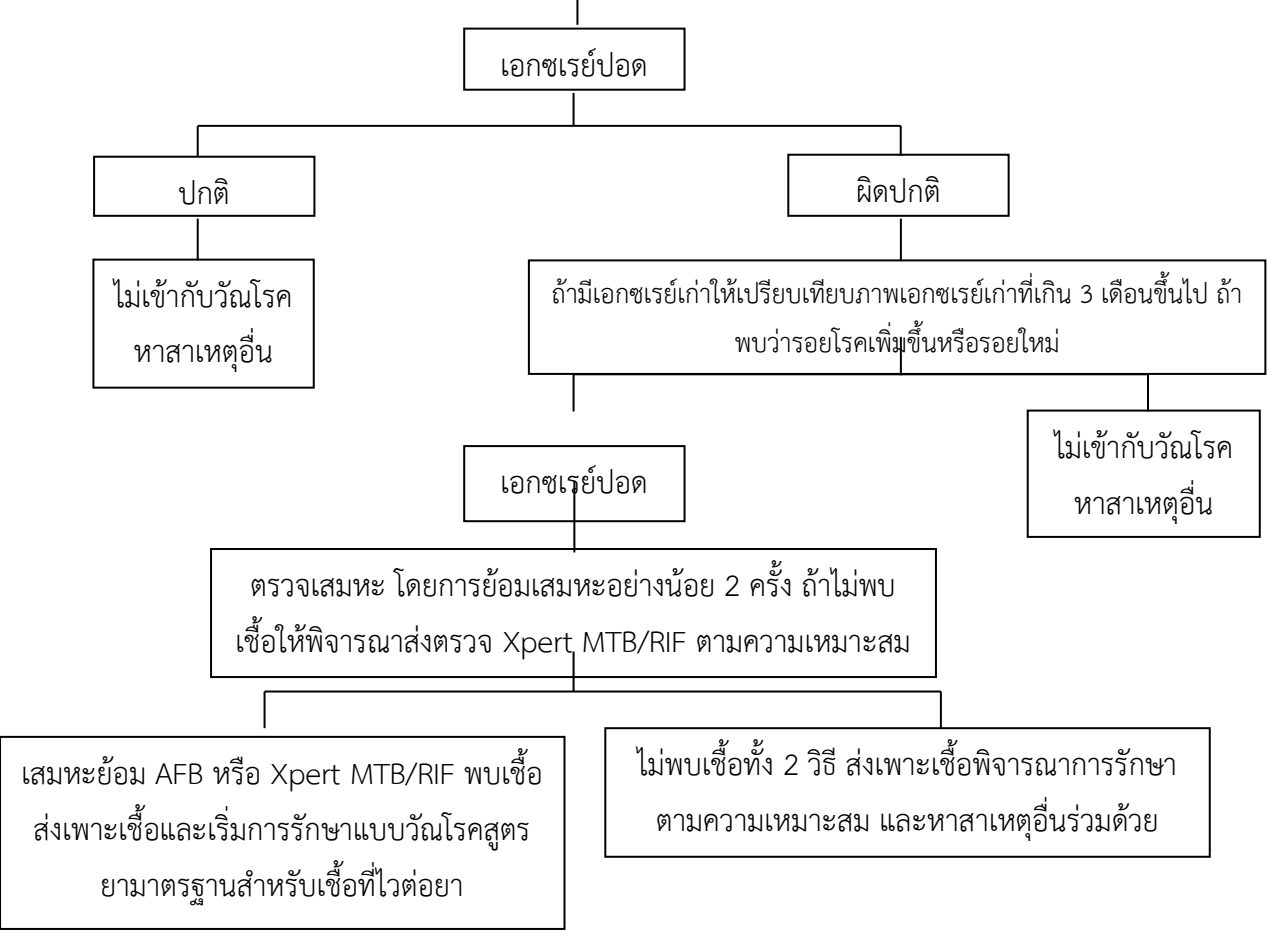 เอกซเรย์ปอด
ปกติ
ผิดปกติ
ไม่เข้ากับวัณโรค
หาสาเหตุอื่น
ถ้ามีเอกซเรย์เก่าให้เปรียบเทียบภาพเอกซเรย์เก่าที่เกิน 3 เดือนขึ้นไป ถ้า
พบว่ารอยโรคเพิ่มขึ้นหรือรอยใหม่
เอกซเรย์ปอด
ไม่เข้ากับวัณโรค
หาสาเหตุอื่น
ตรวจเสมหะ โดยการย้อมเสมหะอย่างน้อย 2 ครั้ง ถ้าไม่พบ
เชื้อให้พิจารณาส่งตรวจ Xpert MTB/RIF ตามความเหมาะสม
เสมหะย้อม AFB หรือ Xpert MTB/RIF พบเชื้อ
ส่งเพาะเชื้อและเริ่มการรักษาแบบวัณโรคสูตร
ยามาตรฐานสำหรับเชื้อที่ไวต่อยา
ไม่พบเชื้อทั้ง 2 วิธี ส่งเพาะเชื้อพิจารณาการรักษา
ตามความเหมาะสม และหาสาเหตุอื่นร่วมด้วย